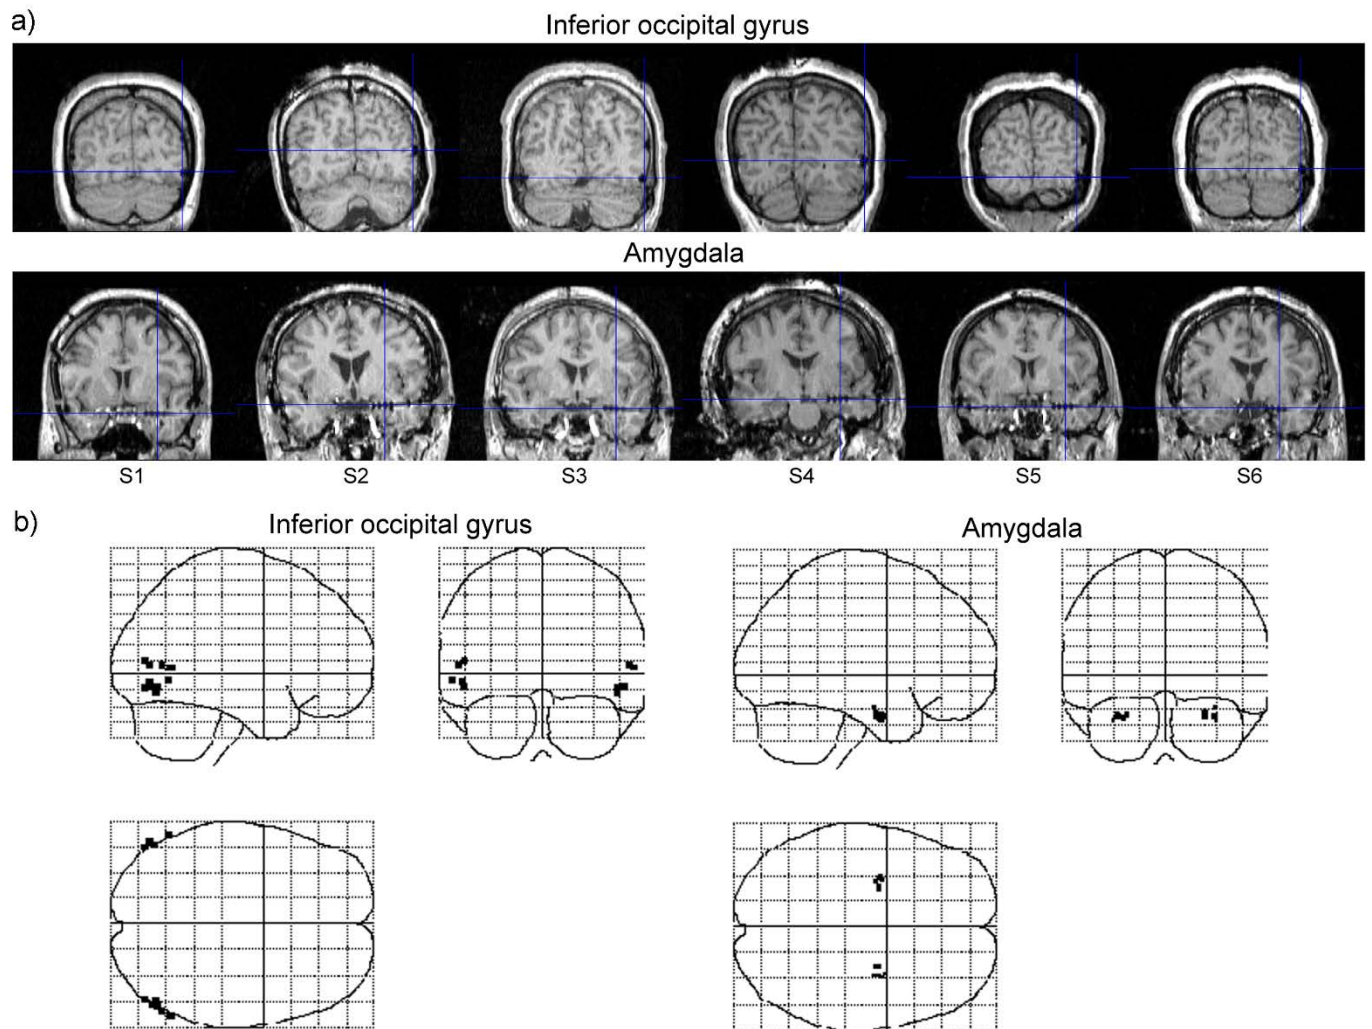 a)
Inferior occipital gyrus
Amygdala
S1 S2 S3 S4 S5 S6
b)
Inferior occipital gyrus Amygdala